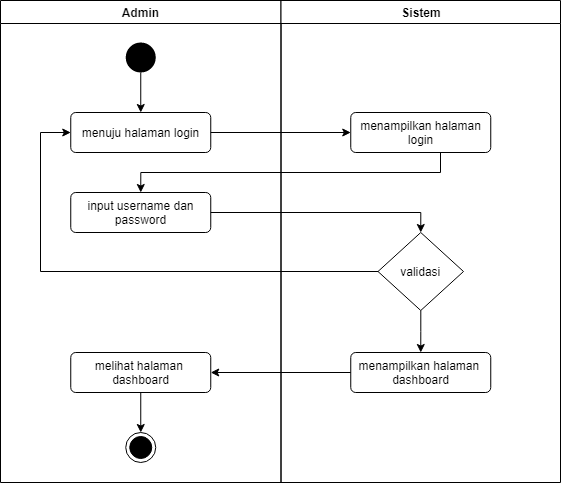 Admin
Sistem
menuju halaman login
menampilkan halaman
login
input username dan
password
validasi
melihat halaman
dashboard
menampilkan halaman
dashboard